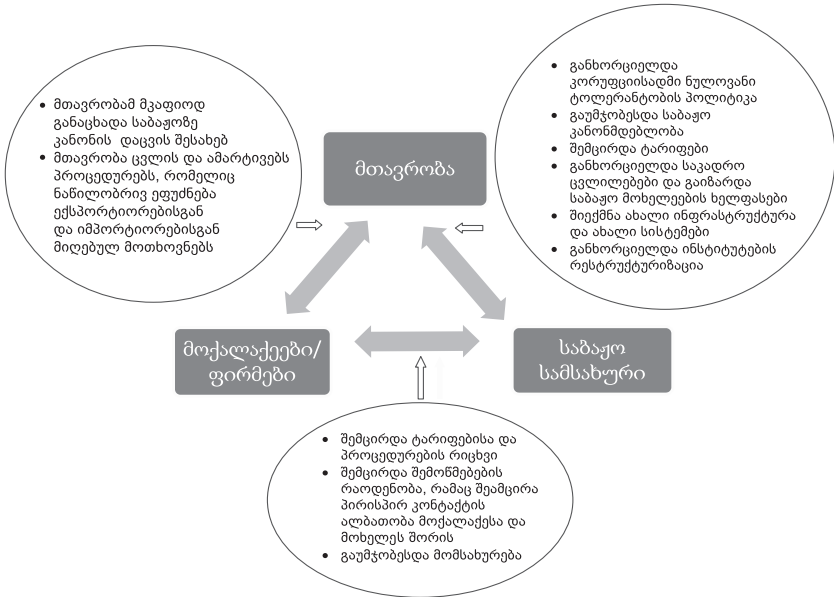 • მთავრობამ მკაფიოდ
განაცხადა საბაჟოზე
კანონის დაცვის შესახებ
• მთავრობა ცვლის და ამარტივებს
პროცედურებს, რომელიც
ნაწილობრივ ეფუძნება
ექსპორტიორებისგან
და იმპორტიორებისგან
მიღებულ მოთხოვნებს
მთავრობა
• განხორციელდა
კორუფციისადმი ნულოვანი
ტოლერანტობის პოლიტიკა
• გაუმჯობესდა საბაჟო
კანონმდებლობა
• შემცირდა ტარიფები
• განხორციელდა საკადრო
ცვლილებები და გაიზარდა
საბაჟო მოხელეების ხელფასები
• შიექმნა ახალი ინფრასტრუქტურა
და ახალი სისტემები
• განხორციელდა ინსტიტუტების
რესტრუქტურიზაცია
მოქალაქეები/
ფირმები
საბაჟო
სამსახური
• შემცირდა ტარიფებისა და
პროცედურების რიცხვი
• შემცირდა შემოწმებების
რაოდენობა, რამაც შეამცირა
პირისპირ კონტაქტის
ალბათობა მოქალაქესა და
მოხელეს შორის
• გაუმჯობესდა მომსახურება